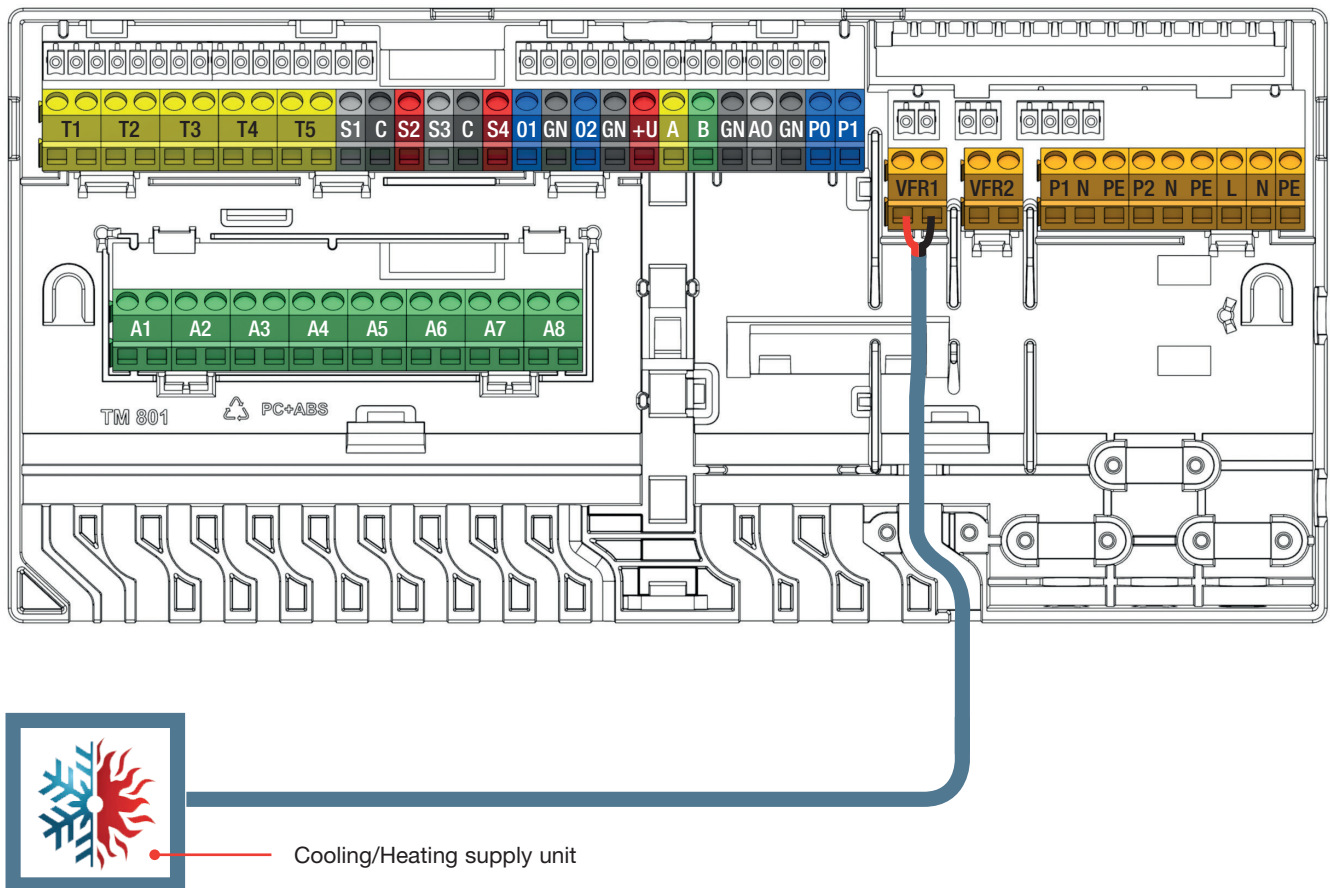 T1 T2 T3 T4 T5 S1 C S2 S3 C S4 01 GN 02 GN +U A B GN AO GN P0 P1
VFR1 VFR2 P1 N PE P2 N PE L N PE
A1 A2 A3 A4 A5 A6 A7 A8
TM 801 PC+ABS
Cooling/Heating supply unit